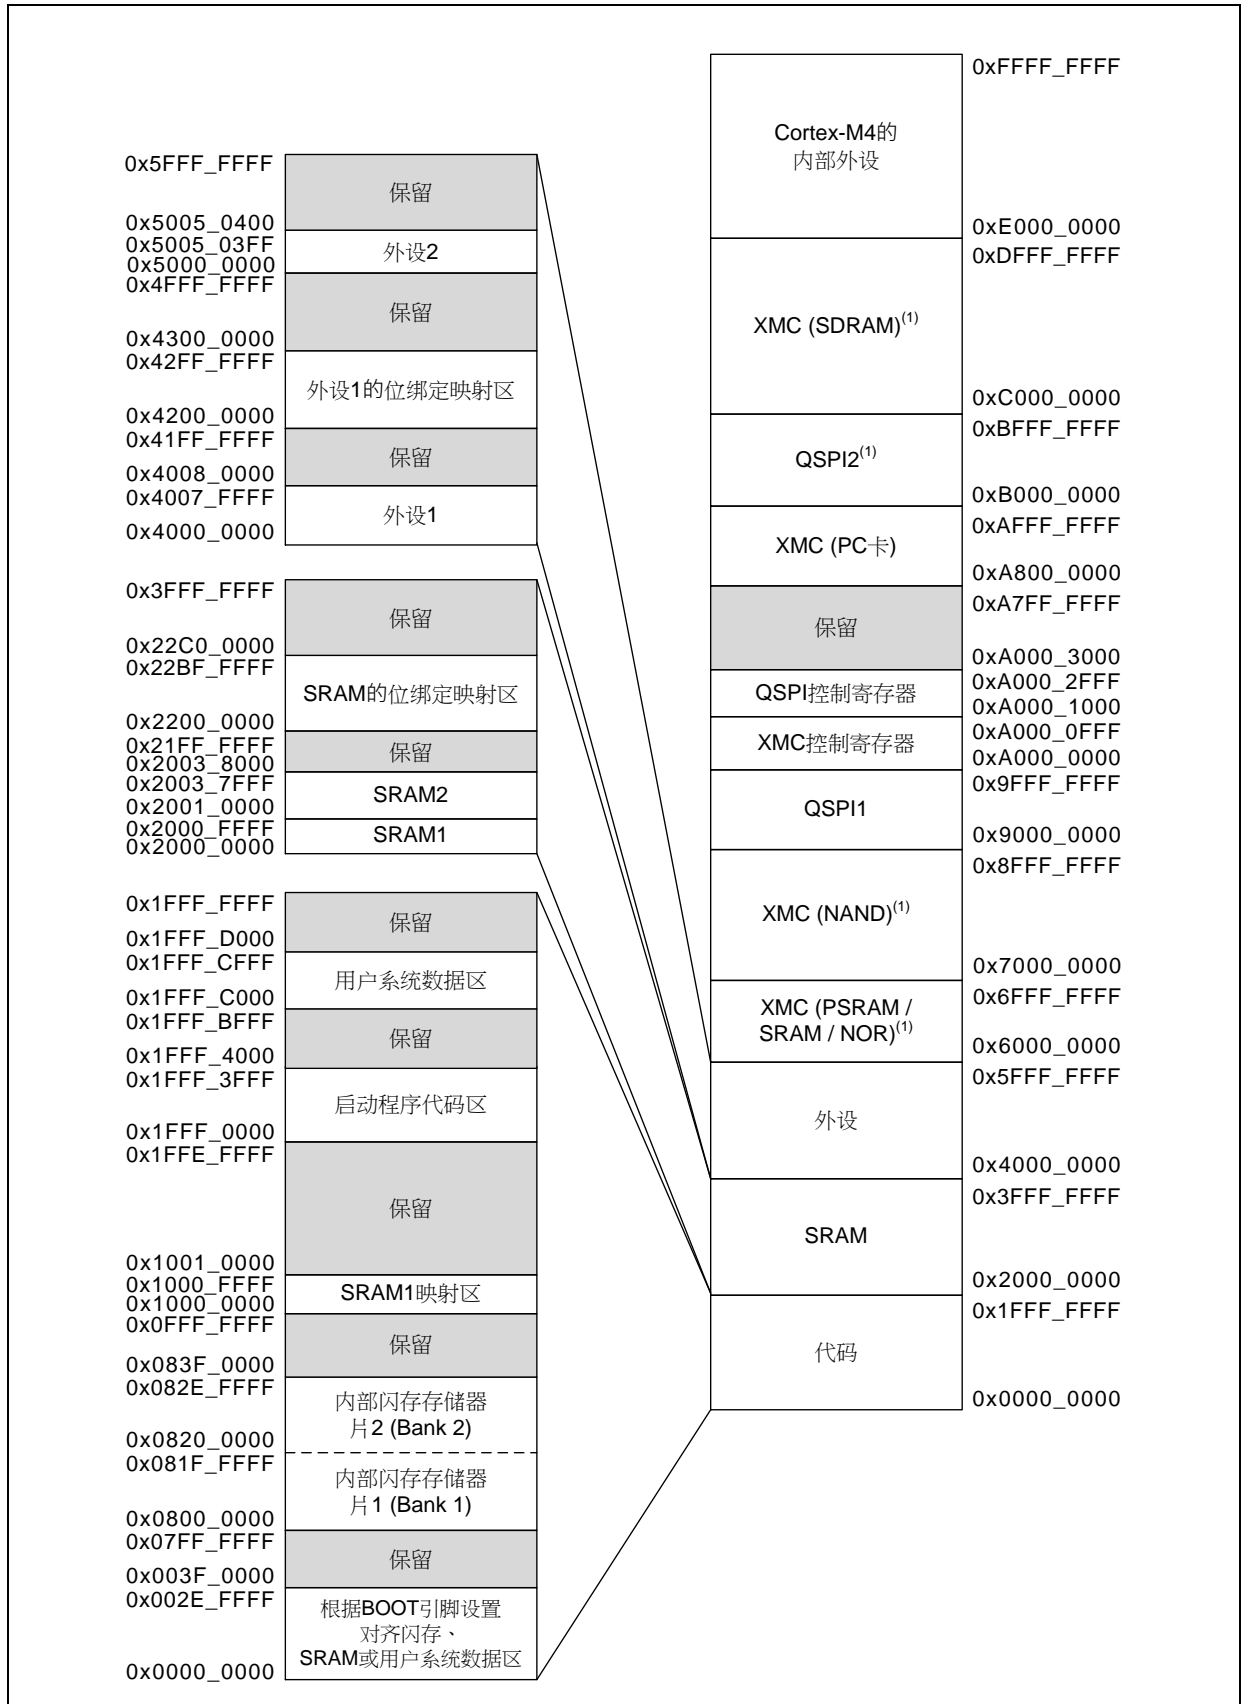 0x5FFF_FFFF
保留
0x5005_0400
0x5005_03FF
外设2
0x5000_0000
0x4FFF_FFFF
保留
0x4300_0000
0x42FF_FFFF
外设1的位绑定映射区
0x4200_0000
0x41FF_FFFF
保留
0x4008_0000
0x4007_FFFF
外设1
0x4000_0000
0x3FFF_FFFF
保留
0x22C0_0000
0x22BF_FFFF
SRAM的位绑定映射区
0x2200_0000
0x21FF_FFFF
保留
0x2003_8000
0x2003_7FFF
SRAM2
0x2001_0000
0x2000_FFFF
SRAM1
0x2000_0000
0x1FFF_FFFF
保留
0x1FFF_D000
0x1FFF_CFFF
用户系统数据区
0x1FFF_C000
0x1FFF_BFFF
保留
0x1FFF_4000
0x1FFF_3FFF
启动程序代码区
0x1FFF_0000
0x1FFE_FFFF
保留
0x1001_0000
0x1000_FFFF
SRAM1映射区
0x1000_0000
0x0FFF_FFFF
保留
0x083F_0000
0x082E_FFFF
内部闪存存储器
片2 (Bank 2)
0x0820_0000
0x081F_FFFF
内部闪存存储器
片1 (Bank 1)
0x0800_0000
0x07FF_FFFF
保留
0x003F_0000
0x002E_FFFF
根据BOOT引脚设置
对齐闪存、
SRAM或用户系统数据区
0x0000_0000
0xFFFF_FFFF
Cortex-M4的
内部外设
0xE000_0000
0xDFFF_FFFF
XMC (SDRAM)(1)
0xC000_0000
0xBFFF_FFFF
QSPI2(1)
0xB000_0000
0xAFFF_FFFF
XMC (PC卡)
0xA800_0000
0xA7FF_FFFF
保留
0xA000_3000
0xA000_2FFF
QSPI控制寄存器
0xA000_1000
0xA000_0FFF
XMC控制寄存器
0xA000_0000
0x9FFF_FFFF
QSPI1
0x9000_0000
0x8FFF_FFFF
XMC (NAND)(1)
0x7000_0000
0x6FFF_FFFF
XMC (PSRAM /
SRAM / NOR)(1)
0x6000_0000
0x5FFF_FFFF
外设
0x4000_0000
0x3FFF_FFFF
SRAM
0x2000_0000
0x1FFF_FFFF
代码
0x0000_0000